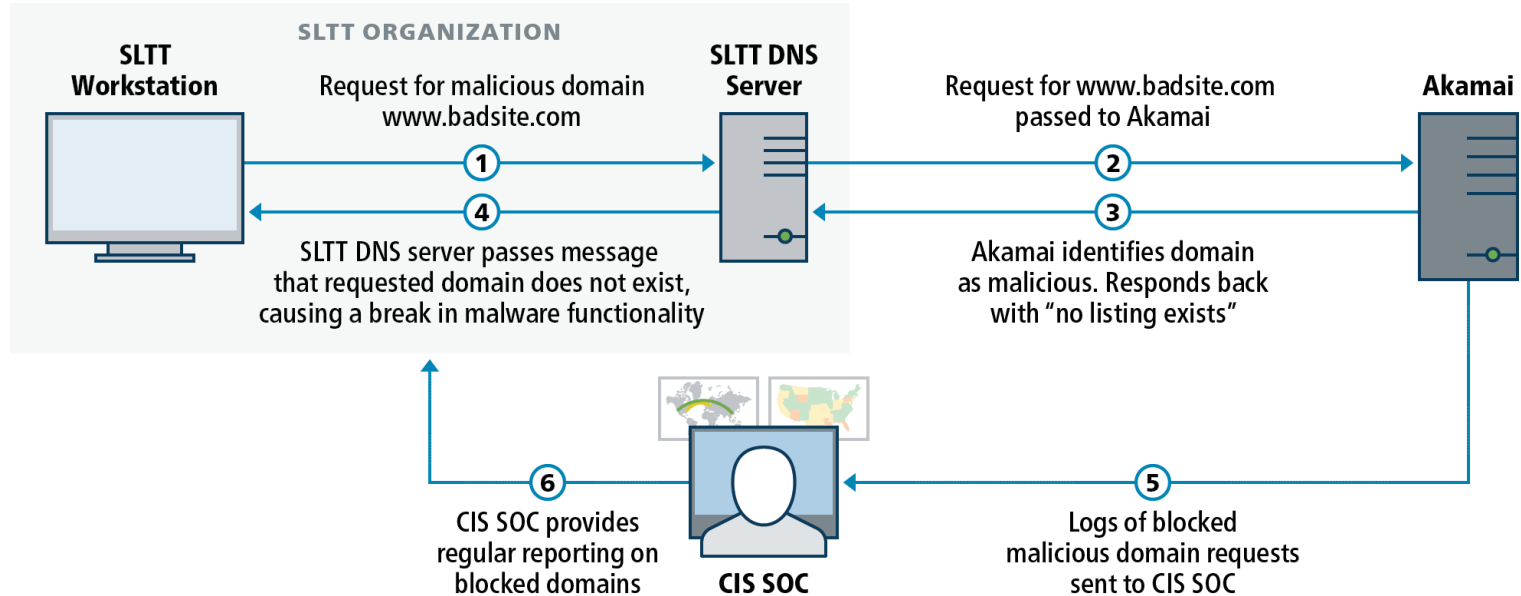 SLTT ORGANIZATION
SLTT
Workstation
Request for malicious domain
www.badsite.com
SLTT DNS
Server
Request for www.badsite.com
passed to Akamai
Akamai
1
2
4
3
SLTT DNS server passes message
that requested domain does not exist,
causing a break in malware functionality
Akamai identifies domain
as malicious. Responds back
with “no listing exists”
6
CIS SOC provides
regular reporting on
blocked domains
CIS SOC
5
Logs of blocked
malicious domain requests
sent to CIS SOC